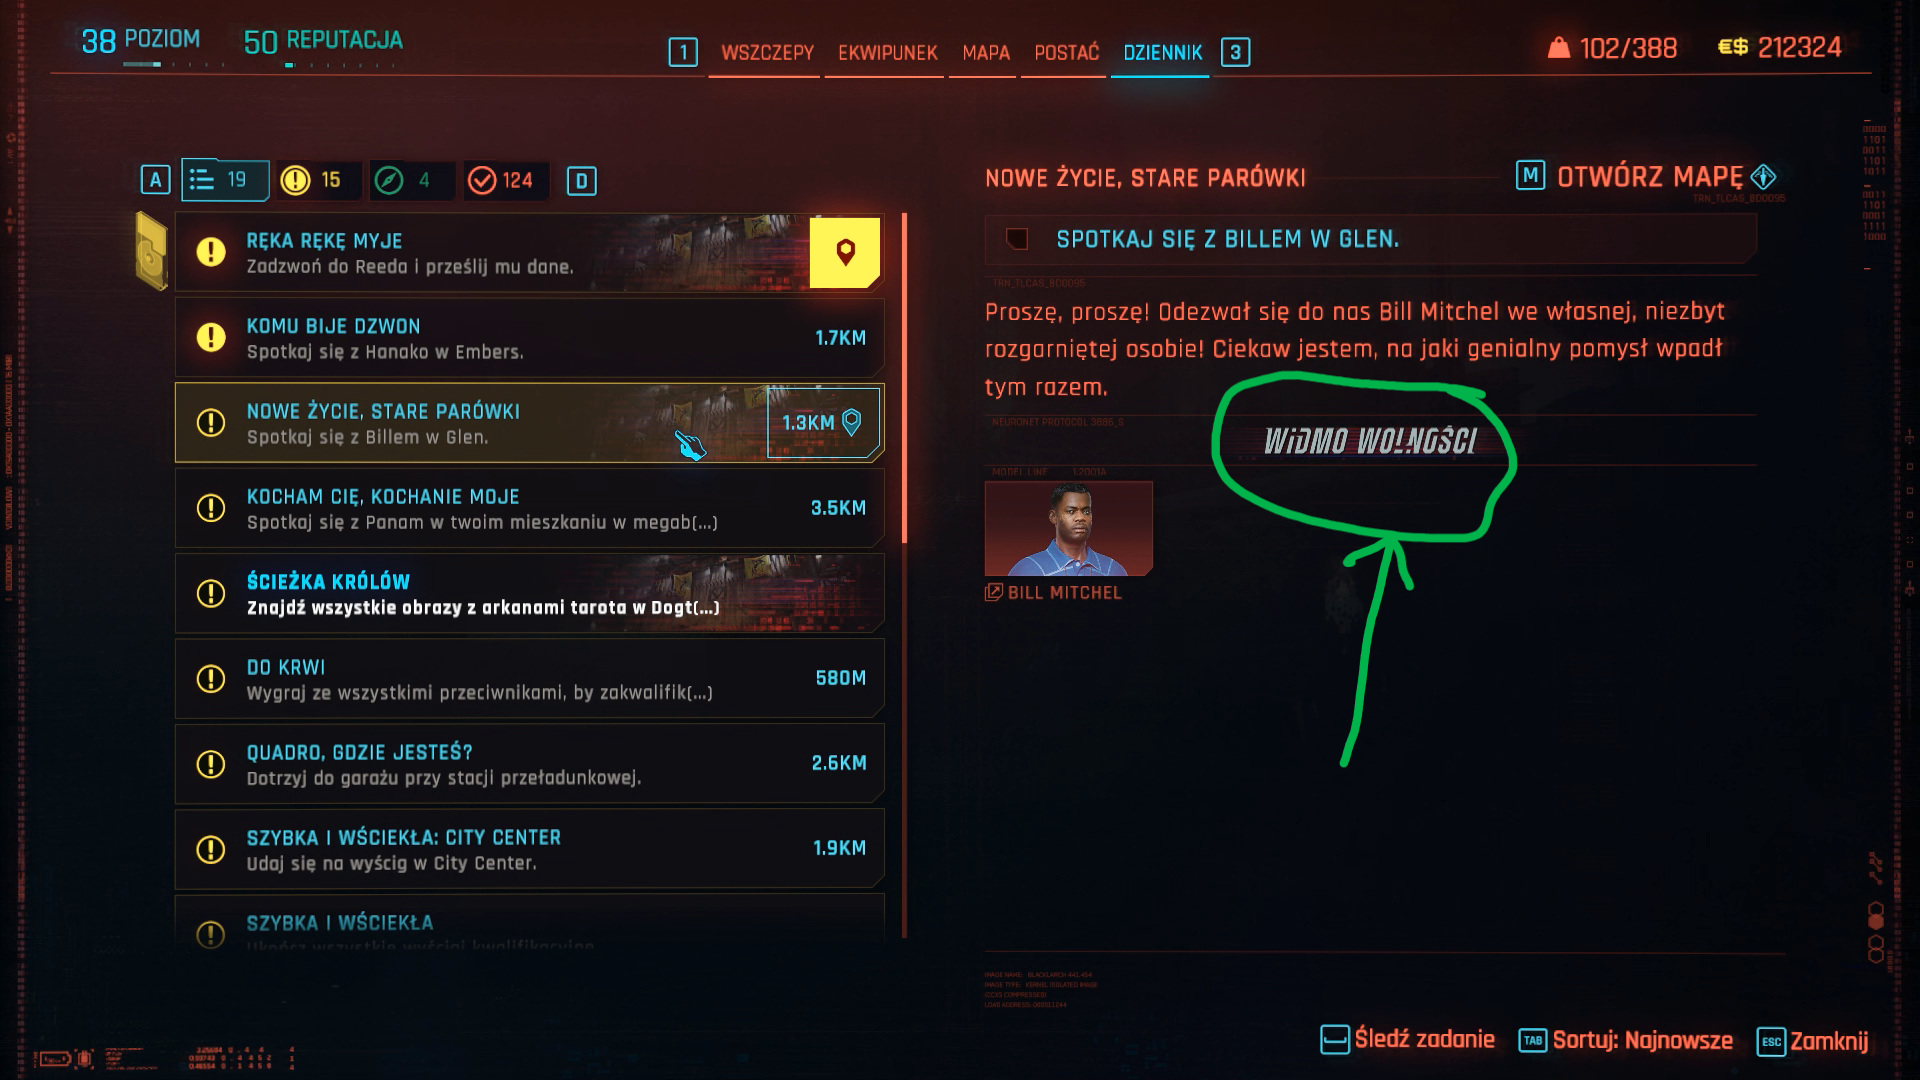 38 POZIOM
50 REPUTACJA
1 WSZCZEPY EKWIPUNEK MAPA POSTAĆ DZIENNIK 3
102/388
€$ 212324
A 19 15 4 124 D
RĘKA RĘKĘ MYJE
Zadzwoń do Reeda i prześlij mu dane.
KOMU BIJE DZWON
Spotkaj się z Hanako w Embers.
1.7KM
NOWE ŻYCIE, STARE PARÓWKI
Spotkaj się z Billem w Glen.
1.3KM
KOCHAM CIĘ, KOCHANIE MOJE
Spotkaj się z Panam w twoim mieszkaniu w megab(...)
3.5KM
ŚCIEŻKA KRÓLÓW
Znajdź wszystkie obrazy z arkanami tarota w Dogt(...)
DO KRWI
Wygraj ze wszystkimi przeciwnikami, by zakwalifik(...)
580M
QUADRO, GDZIE JESTEŚ?
Dotrzyj do garażu przy stacji przeładunkowej.
2.6KM
SZYBKA I WŚCIEKŁA: CITY CENTER
Udaj się na wyścig w City Center.
1.9KM
SZYBKA I WŚCIEKŁA
Ukończ wszystkie wyścigi kwalifikacyjne
NOWE ŻYCIE, STARE PARÓWKI
M OTWÓRZ MAPĘ
TRN_TLCAS_800095
SPOTKAJ SIĘ Z BILLEM W GLEN.
TRN_TLCAS_800095
Proszę, proszę! Odezwał się do nas Bill Mitchel we własnej, niezbyt
rozgarniętej osobie! Ciekaw jestem, na jaki genialny pomysł wpadł
tym razem.
WIDMO WOLNOŚCI
BILL MITCHEL
Śledź zadanie
TAB Sortuj: Najnowsze
ESC Zamknij